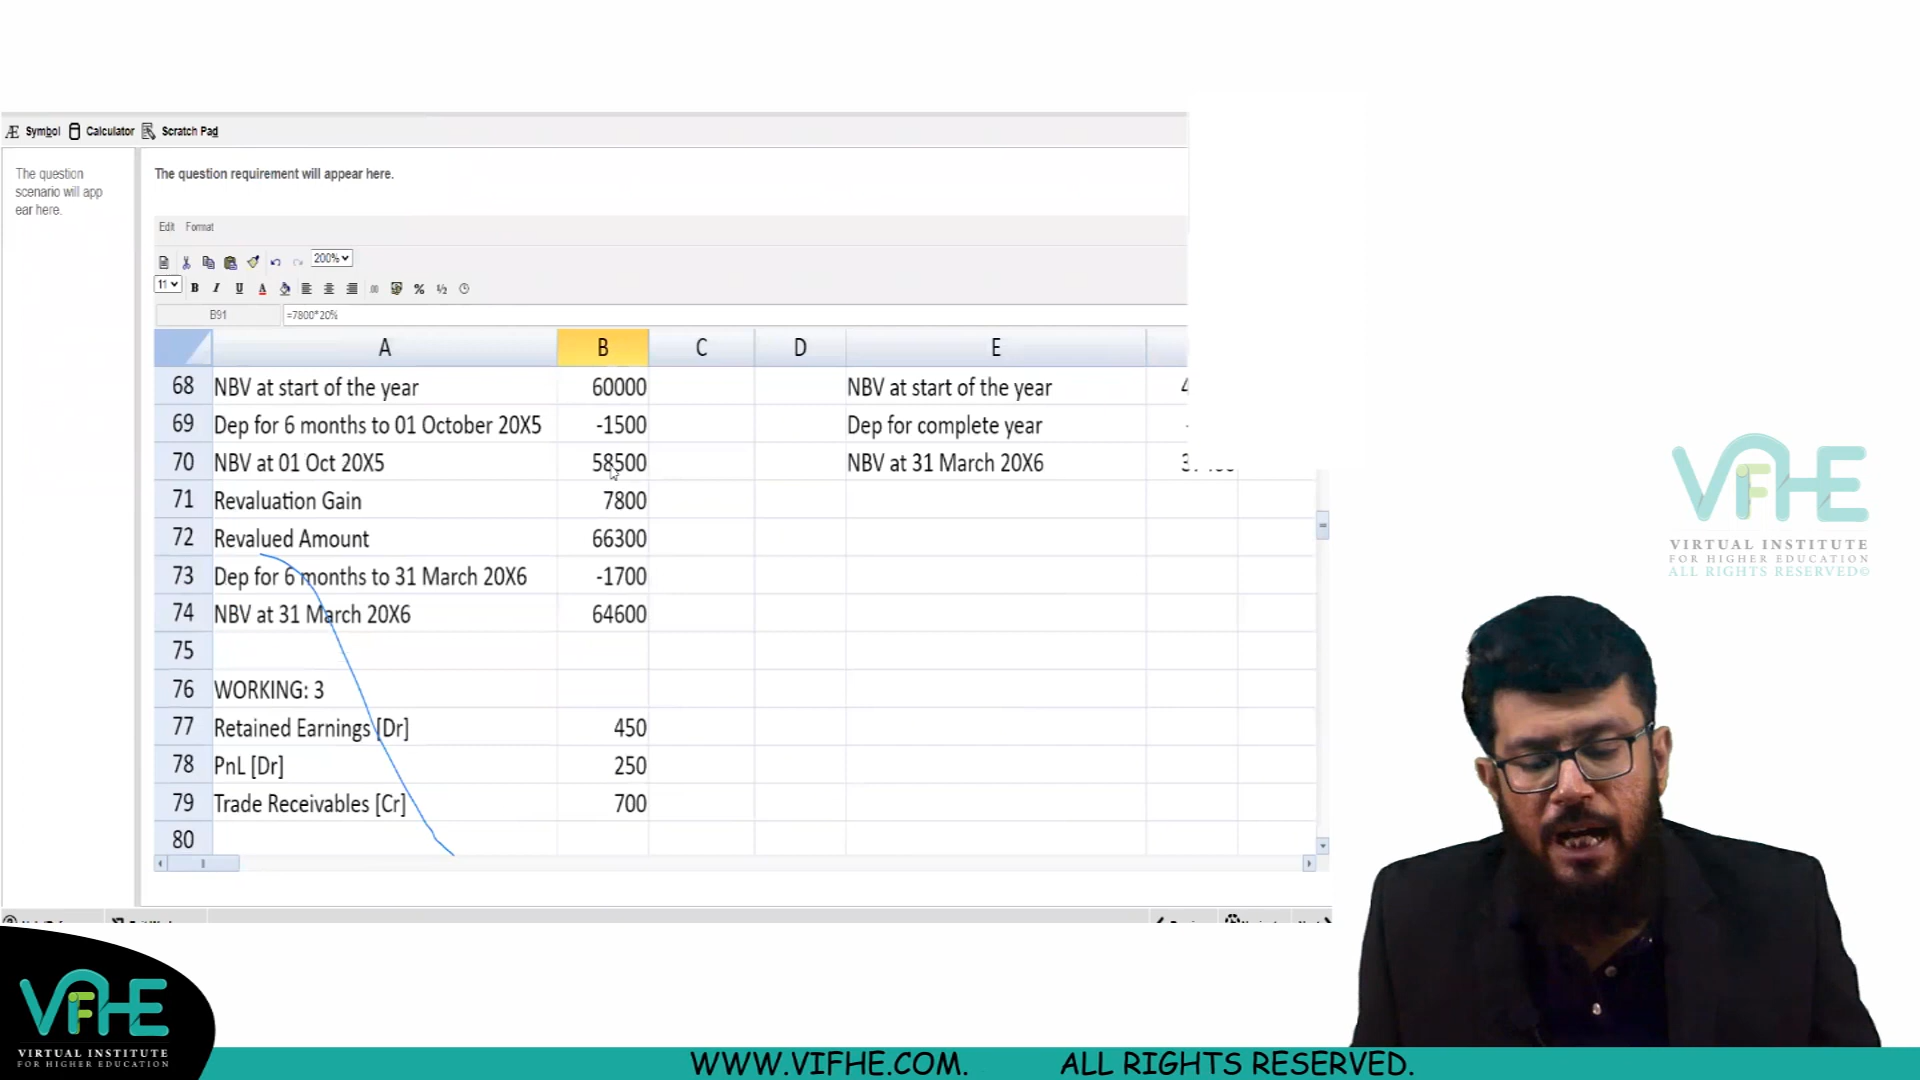 Symbol Calculator Scratch Pad
The question
scenario will app
ear here.
The question requirement will appear here.
Edit Format
200%
11 B I U A % ½
B91 =7800*20%
A B C D E
68 NBV at start of the year 60000 NBV at start of the year 4
69 Dep for 6 months to 01 October 20X5 -1500 Dep for complete year -
70 NBV at 01 Oct 20X5 58500 NBV at 31 March 20X6
71 Revaluation Gain 7800
72 Revalued Amount 66300
73 Dep for 6 months to 31 March 20X6 -1700
74 NBV at 31 March 20X6 64600
75
76 WORKING: 3
77 Retained Earnings [Dr] 450
78 PnL [Dr] 250
79 Trade Receivables [Cr] 700
80
VIFHE
VIRTUAL INSTITUTE
FOR HIGHER EDUCATION
ALL RIGHTS RESERVED©
VIFHE
VIRTUAL INSTITUTE
FOR HIGHER EDUCATION
WWW.VIFHE.COM. ALL RIGHTS RESERVED.